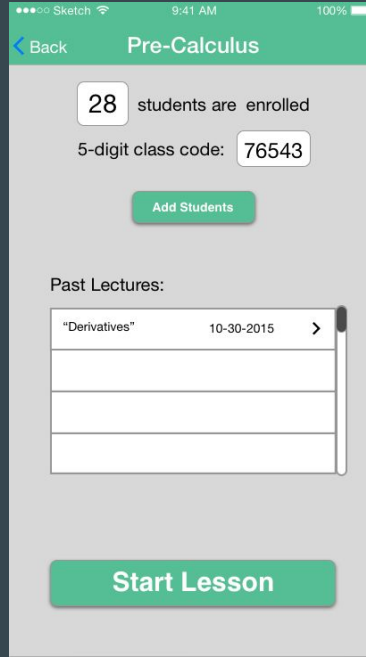 Sketch 9:41 AM 100%
Back Pre-Calculus
28 students are enrolled
5-digit class code: 76543
Add Students
Past Lectures:
“Derivatives” 10-30-2015
Start Lesson